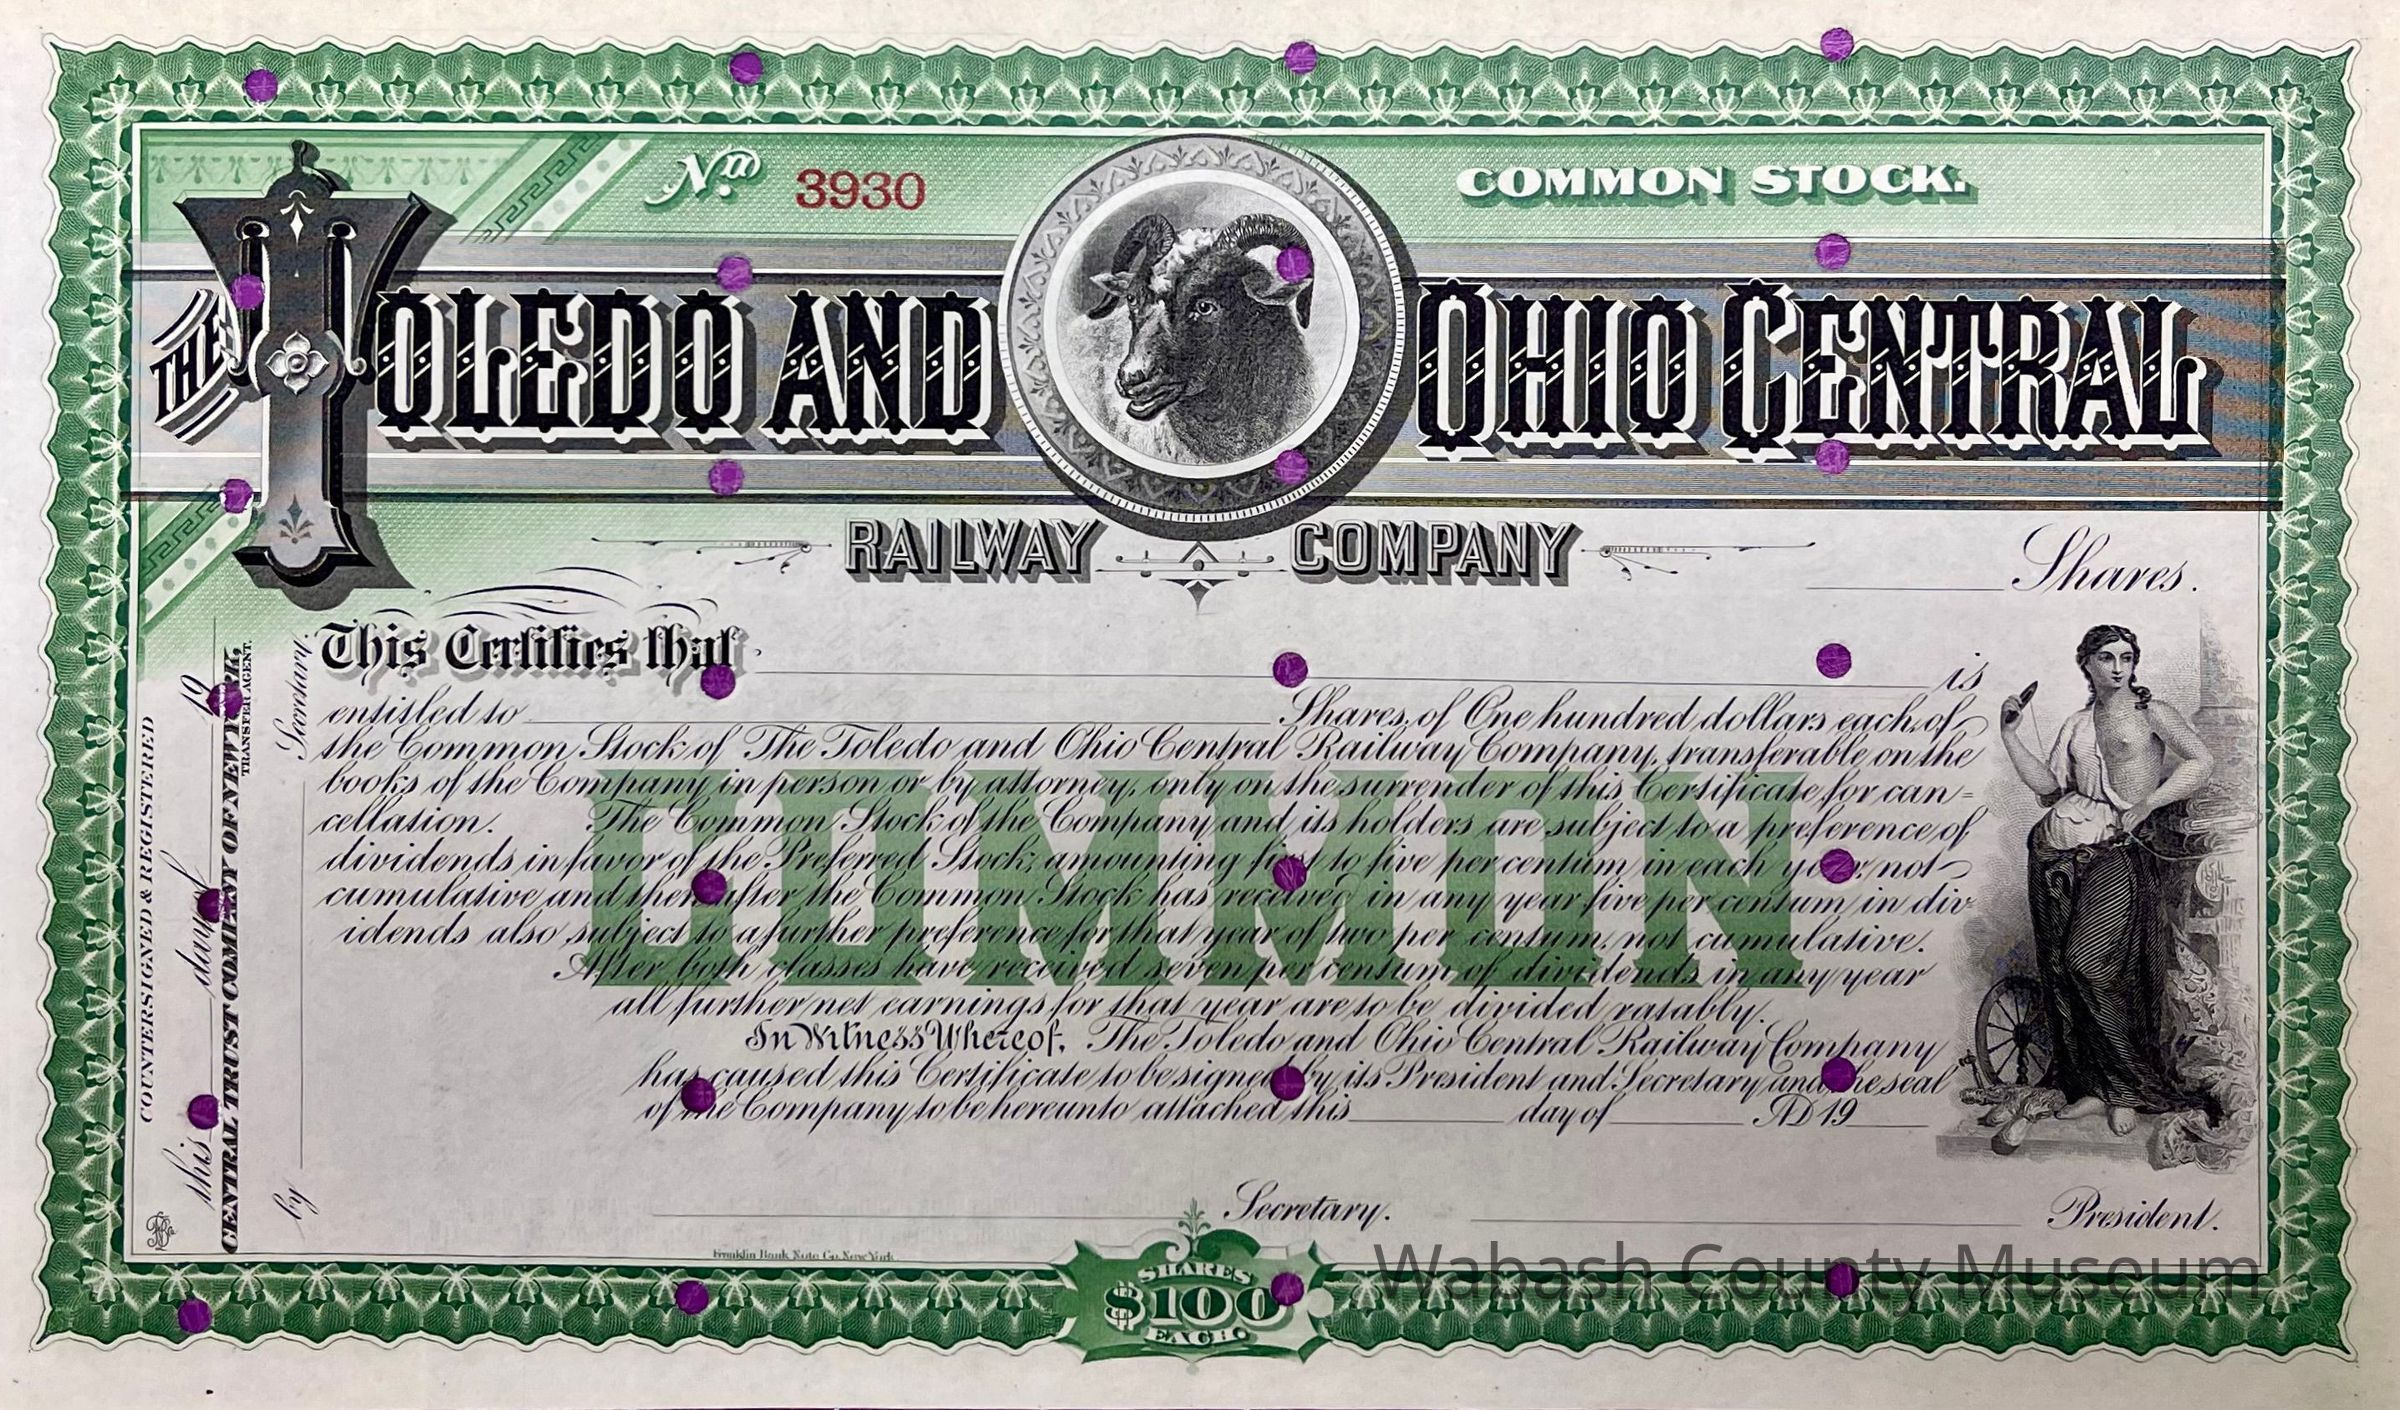 No. 3930
COMMON STOCK.
THE TOLEDO AND OHIO CENTRAL
RAILWAY COMPANY
Shares.
This Certifies that is
entitled to Shares of One hundred dollars each, of
the Common Stock of The Toledo and Ohio Central Railway Company, transferable on the
books of the Company in person or by attorney, only on the surrender of this Certificate for can=
cellation. The Common Stock of the Company and its holders are subject to a preference of
dividends in favor of the Preferred Stock; amounting first to five per centum in each year, not
cumulative and thereafter the Common Stock has received in any year five per centum in div
idends also subject to a further preference for that year of two per centum, not cumulative.
After both classes have received seven per centum of dividends in any year
all further net earnings for that year are to be divided ratably.
In Witness Whereof, The Toledo and Ohio Central Railway Company
has caused this Certificate to be signed by its President and Secretary and the seal
of the Company to be hereunto attached this day of AD 19
Secretary. President.
COMMON
COUNTERSIGNED & REGISTERED
this day of 19
CENTRAL TRUST COMPANY OF NEW YORK,
TRANSFER AGENT.
by Secretary.
Franklin Bank Note Co. New York.
SHARES
$100
EACH
Wabash County Museum